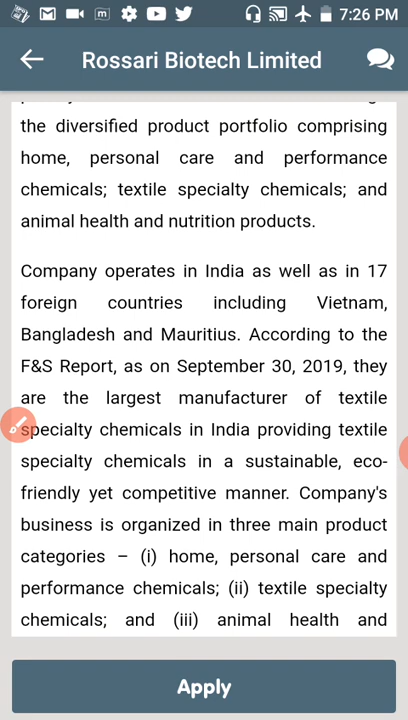 7:26 PM
Rossari Biotech Limited
the diversified product portfolio comprising
home, personal care and performance
chemicals; textile specialty chemicals; and
animal health and nutrition products.
Company operates in India as well as in 17
foreign countries including Vietnam,
Bangladesh and Mauritius. According to the
F&S Report, as on September 30, 2019, they
are the largest manufacturer of textile
specialty chemicals in India providing textile
specialty chemicals in a sustainable, eco-
friendly yet competitive manner. Company's
business is organized in three main product
categories – (i) home, personal care and
performance chemicals; (ii) textile specialty
chemicals; and (iii) animal health and
Apply